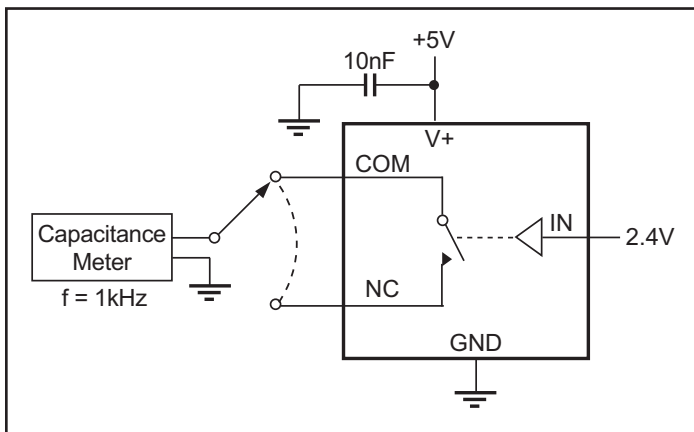 +5V
10nF
V+
COM
IN
2.4V
Capacitance
Meter
f = 1kHz
NC
GND